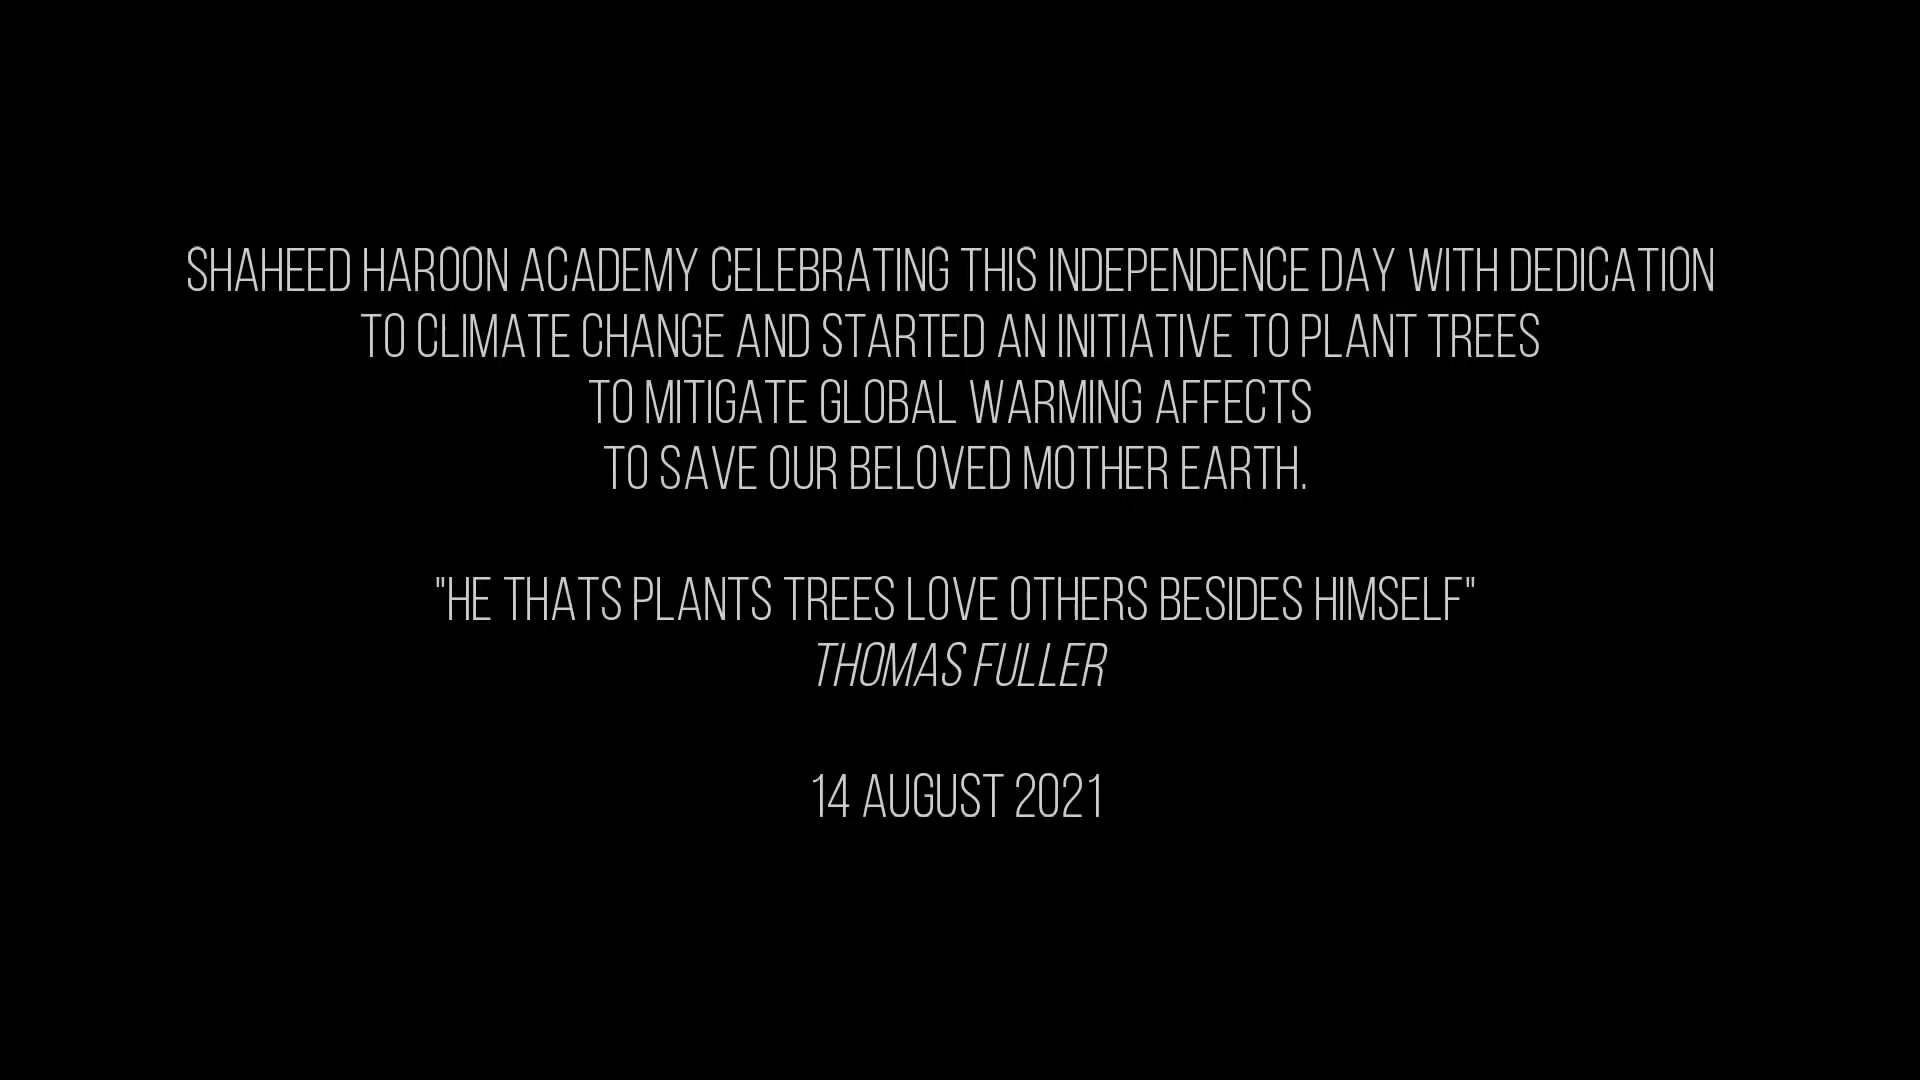 SHAHEED HAROON ACADEMY CELEBRATING THIS INDEPENDENCE DAY WITH DEDICATION
TO CLIMATE CHANGE AND STARTED AN INITIATIVE TO PLANT TREES
TO MITIGATE GLOBAL WARMING AFFECTS
TO SAVE OUR BELOVED MOTHER EARTH.
"HE THATS PLANTS TREES LOVE OTHERS BESIDES HIMSELF"
THOMAS FULLER
14 AUGUST 2021